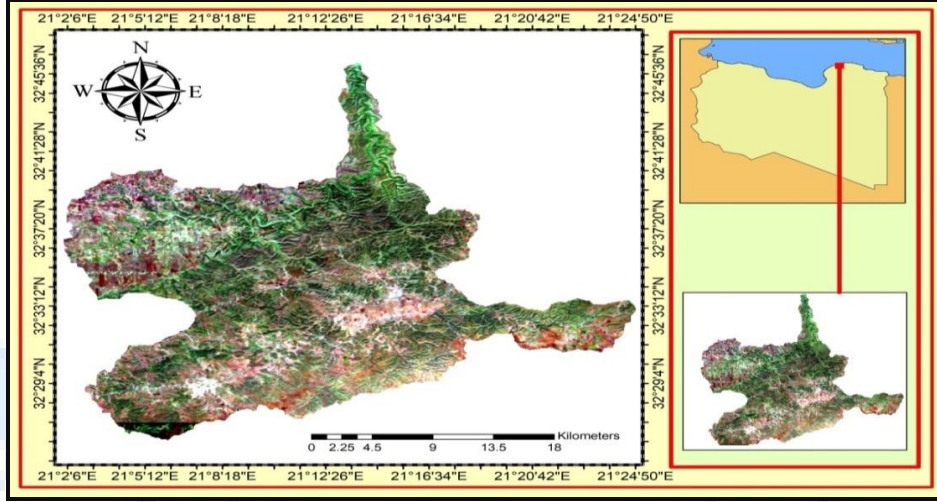 21°2'6"E 21°5'12"E 21°8'18"E 21°12'26"E 21°16'34"E 21°20'42"E 21°24'50"E
N
W E
S
32°45'36"N 32°45'36"N
32°41'28"N 32°41'28"N
32°37'20"N 32°37'20"N
32°33'12"N 32°33'12"N
32°29'4"N 32°29'4"N
Kilometers
0 2.25 4.5 9 13.5 18
21°2'6"E 21°5'12"E 21°8'18"E 21°12'26"E 21°16'34"E 21°20'42"E 21°24'50"E